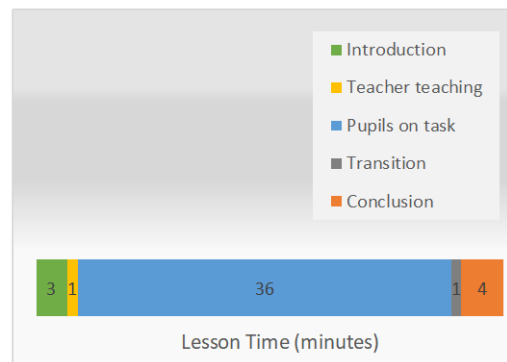 Introduction
Teacher teaching
Pupils on task
Transition
Conclusion
3 1 36 1 4
Lesson Time (minutes)